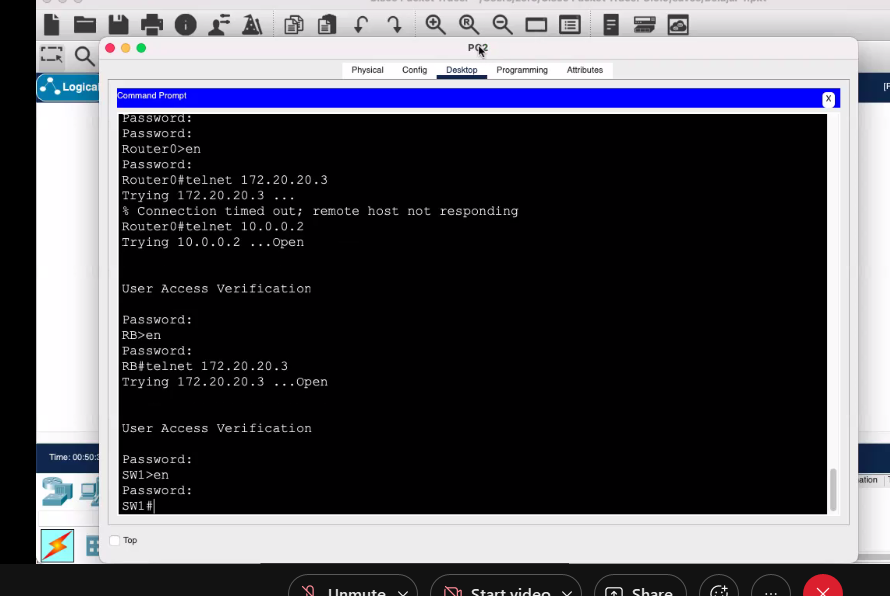 PC2
Physical
Config
Desktop
Programming
Attributes
Logical
Command Prompt
X
Password:
Password:
Router0>en
Password:
Router0#telnet 172.20.20.3
Trying 172.20.20.3 ...
% Connection timed out; remote host not responding
Router0#telnet 10.0.0.2
Trying 10.0.0.2 ...Open
User Access Verification
Password:
RB>en
Password:
RB#telnet 172.20.20.3
Trying 172.20.20.3 ...Open
User Access Verification
Password:
SW1>en
Password:
SW1#
Time: 00:50:
Top
Unmute
Start video
Share